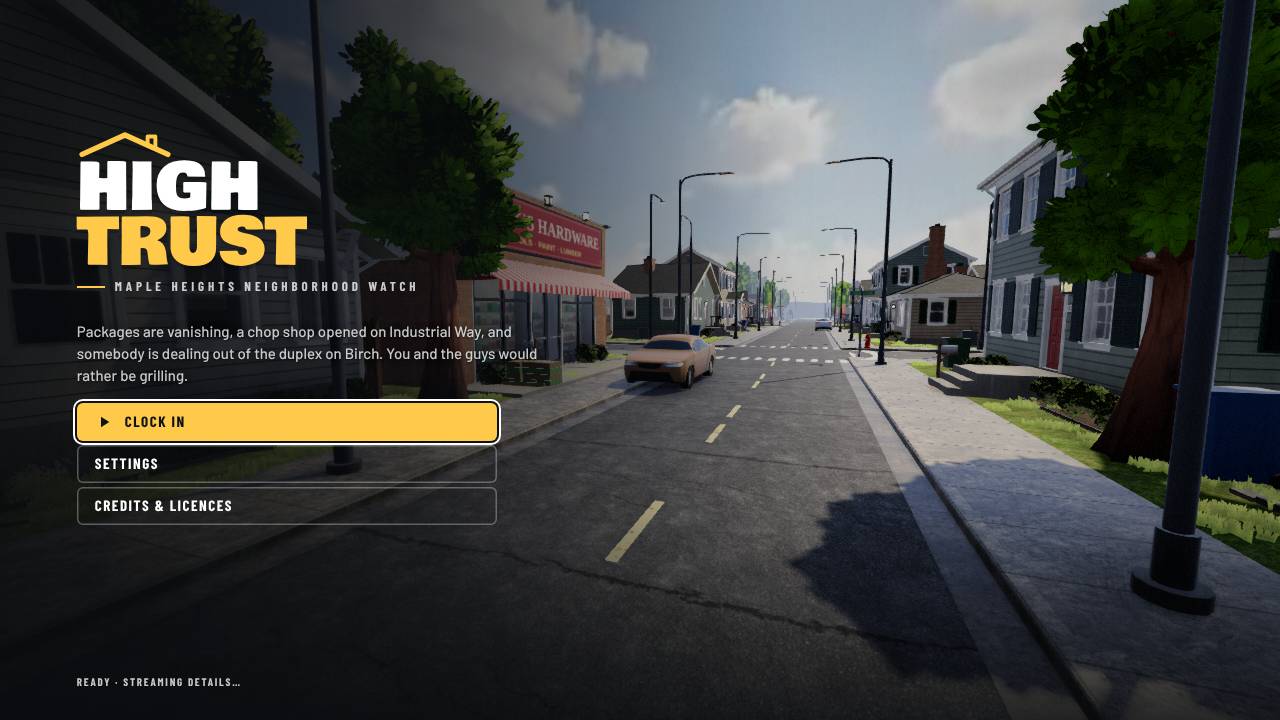 HIGH
TRUST
MAPLE HEIGHTS NEIGHBORHOOD WATCH
Packages are vanishing, a chop shop opened on Industrial Way, and
somebody is dealing out of the duplex on Birch. You and the guys would
rather be grilling.
CLOCK IN
SETTINGS
CREDITS & LICENCES
READY · STREAMING DETAILS…
HARDWARE
PAINT · LUMBER